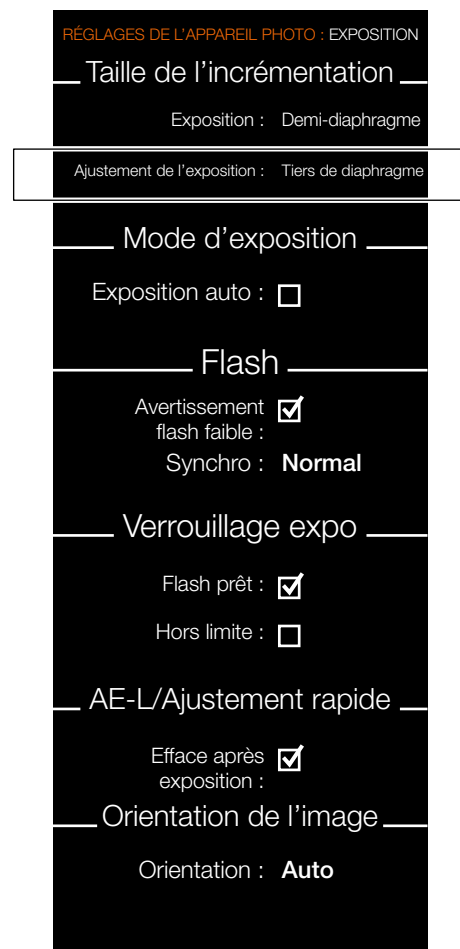 RÉGLAGES DE L'APPAREIL PHOTO : EXPOSITION
Taille de l'incrémentation
Exposition : Demi-diaphragme
Ajustement de l'exposition : Tiers de diaphragme
Mode d'exposition
Exposition auto :
Flash
Avertissement
flash faible :
Synchro : Normal
Verrouillage expo
Flash prêt :
Hors limite :
AE-L/Ajustement rapide
Efface après
exposition :
Orientation de l'image
Orientation : Auto